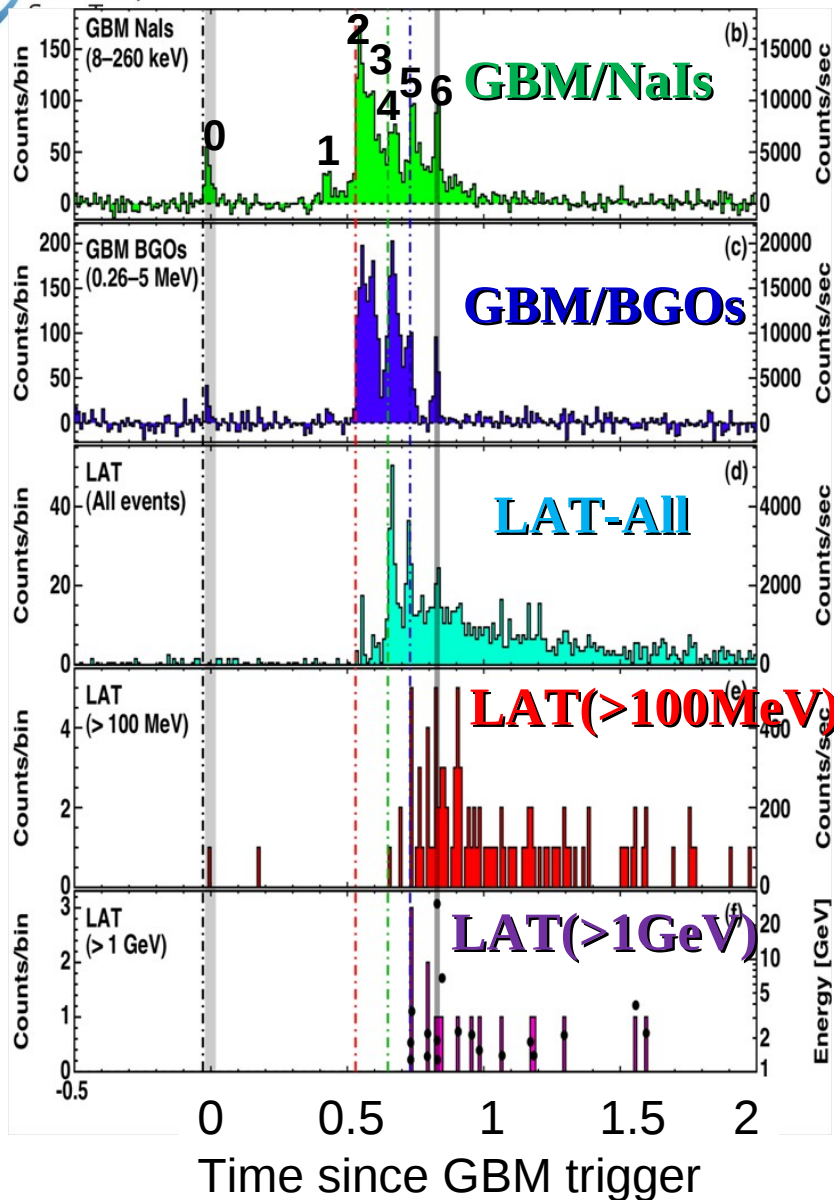 GBM NaIs
(8–260 keV)
(b)
GBM/NaIs
0
1
2
3
4
5
6
Counts/bin
150
100
50
0
15000
10000
5000
0
Counts/sec
GBM BGOs
(0.26–5 MeV)
(c)
GBM/BGOs
Counts/bin
200
150
100
50
0
20000
15000
10000
5000
0
Counts/sec
LAT
(All events)
(d)
LAT-All
Counts/bin
40
20
0
4000
2000
0
Counts/sec
LAT
(> 100 MeV)
(e)
LAT(>100MeV)
Counts/bin
4
2
0
400
200
0
Counts/sec
LAT
(> 1 GeV)
(f)
LAT(>1GeV)
Counts/bin
3
2
1
0
20
10
5
2
1
Energy [GeV]
-0.5
0 0.5 1 1.5 2
Time since GBM trigger